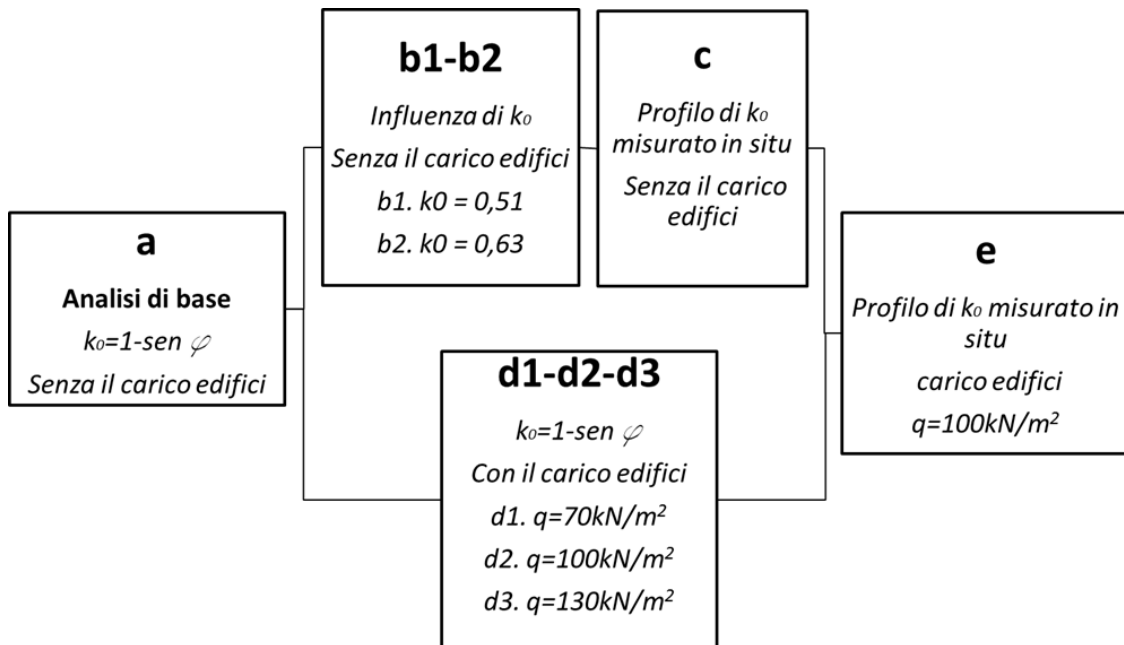 a
Analisi di base
k₀=1-sen φ
Senza il carico edifici
b1-b2
Influenza di k₀
Senza il carico edifici
b1. k0 = 0,51
b2. k0 = 0,63
c
Profilo di k₀
misurato in situ
Senza il carico
edifici
d1-d2-d3
k₀=1-sen φ
Con il carico edifici
d1. q=70kN/m²
d2. q=100kN/m²
d3. q=130kN/m²
e
Profilo di k₀ misurato in
situ
carico edifici
q=100kN/m²